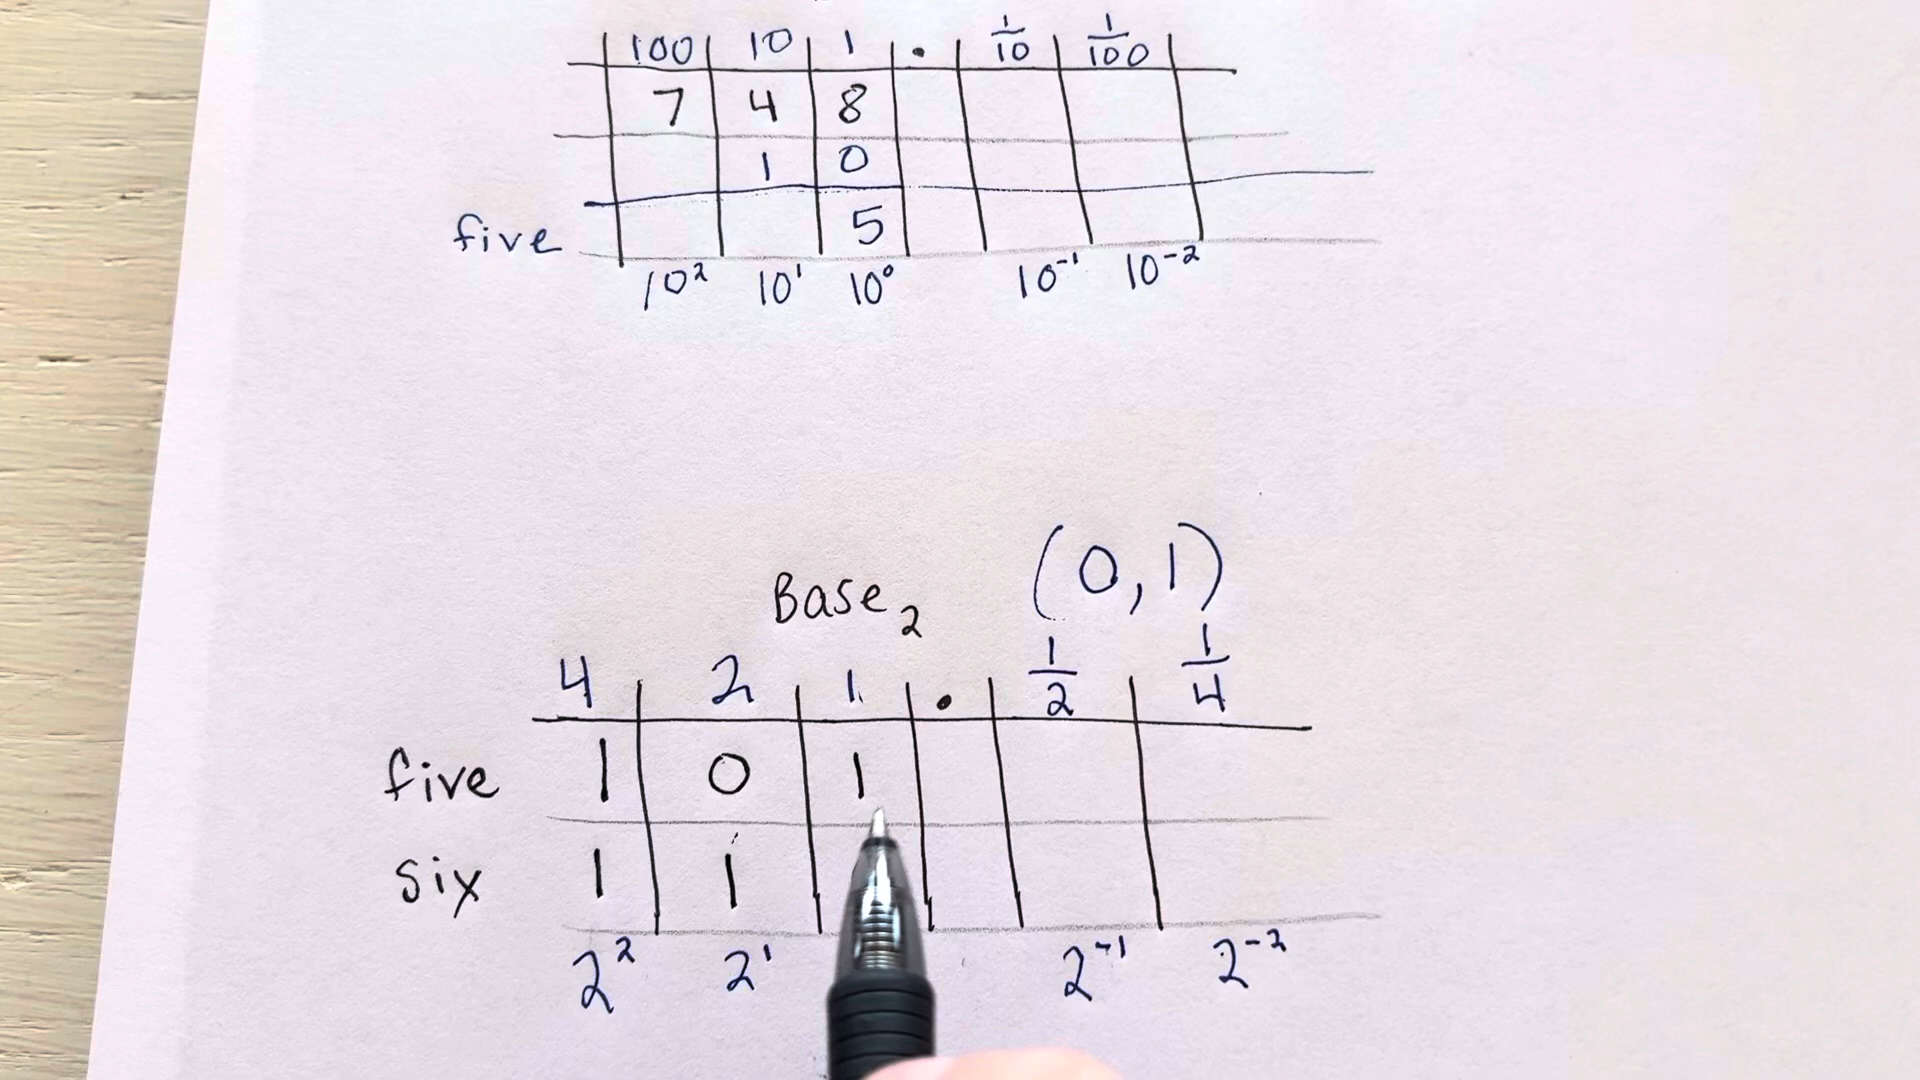 100 10 1 . 1/10 1/100
7 4 8
1 0
five 5
10² 10¹ 10⁰ 10⁻¹ 10⁻²
Base₂ (0,1)
4 2 1 . 1/2 1/4
five 1 0 1
six 1 1
2² 2¹ 2⁻¹ 2⁻²